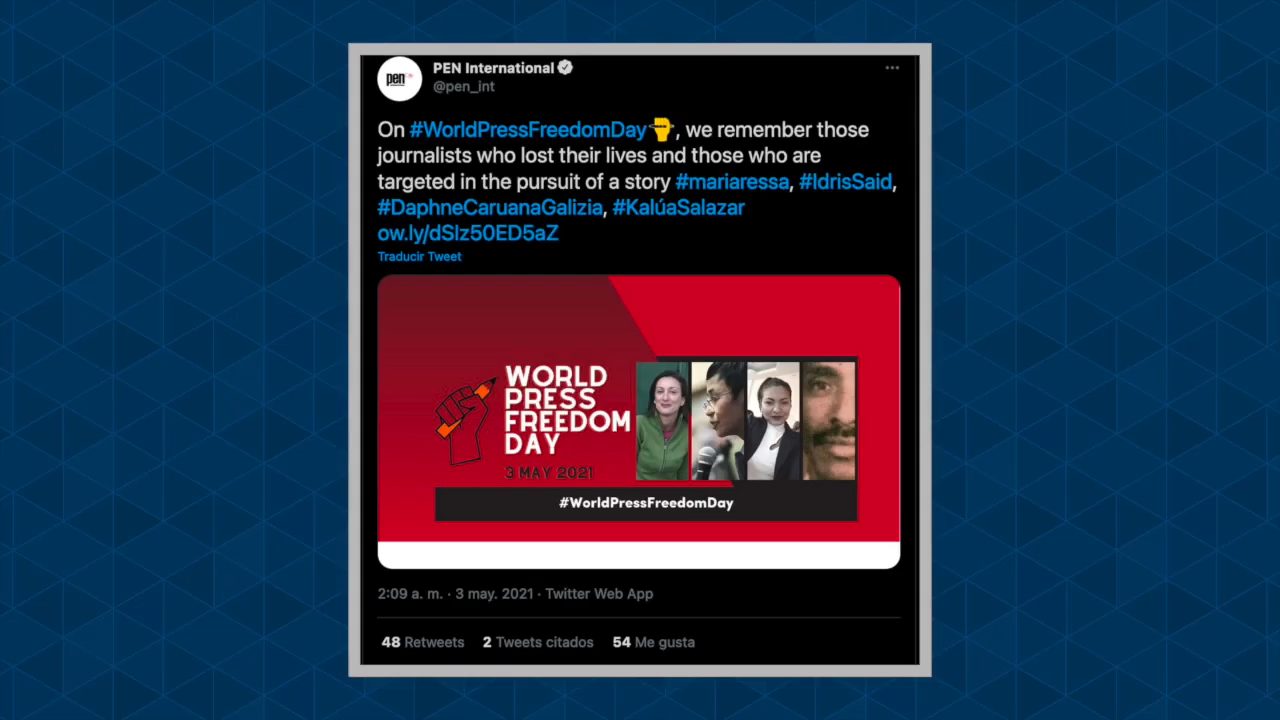 pen
PEN International
@pen_int
On #WorldPressFreedomDay, we remember those
journalists who lost their lives and those who are
targeted in the pursuit of a story #mariaressa, #IdrisSaid,
#DaphneCaruanaGalizia, #KalúaSalazar
ow.ly/dSlz50ED5aZ
Traducir Tweet
WORLD
PRESS
FREEDOM
DAY
3 MAY 2021
#WorldPressFreedomDay
2:09 a. m. · 3 may. 2021 · Twitter Web App
48 Retweets 2 Tweets citados 54 Me gusta